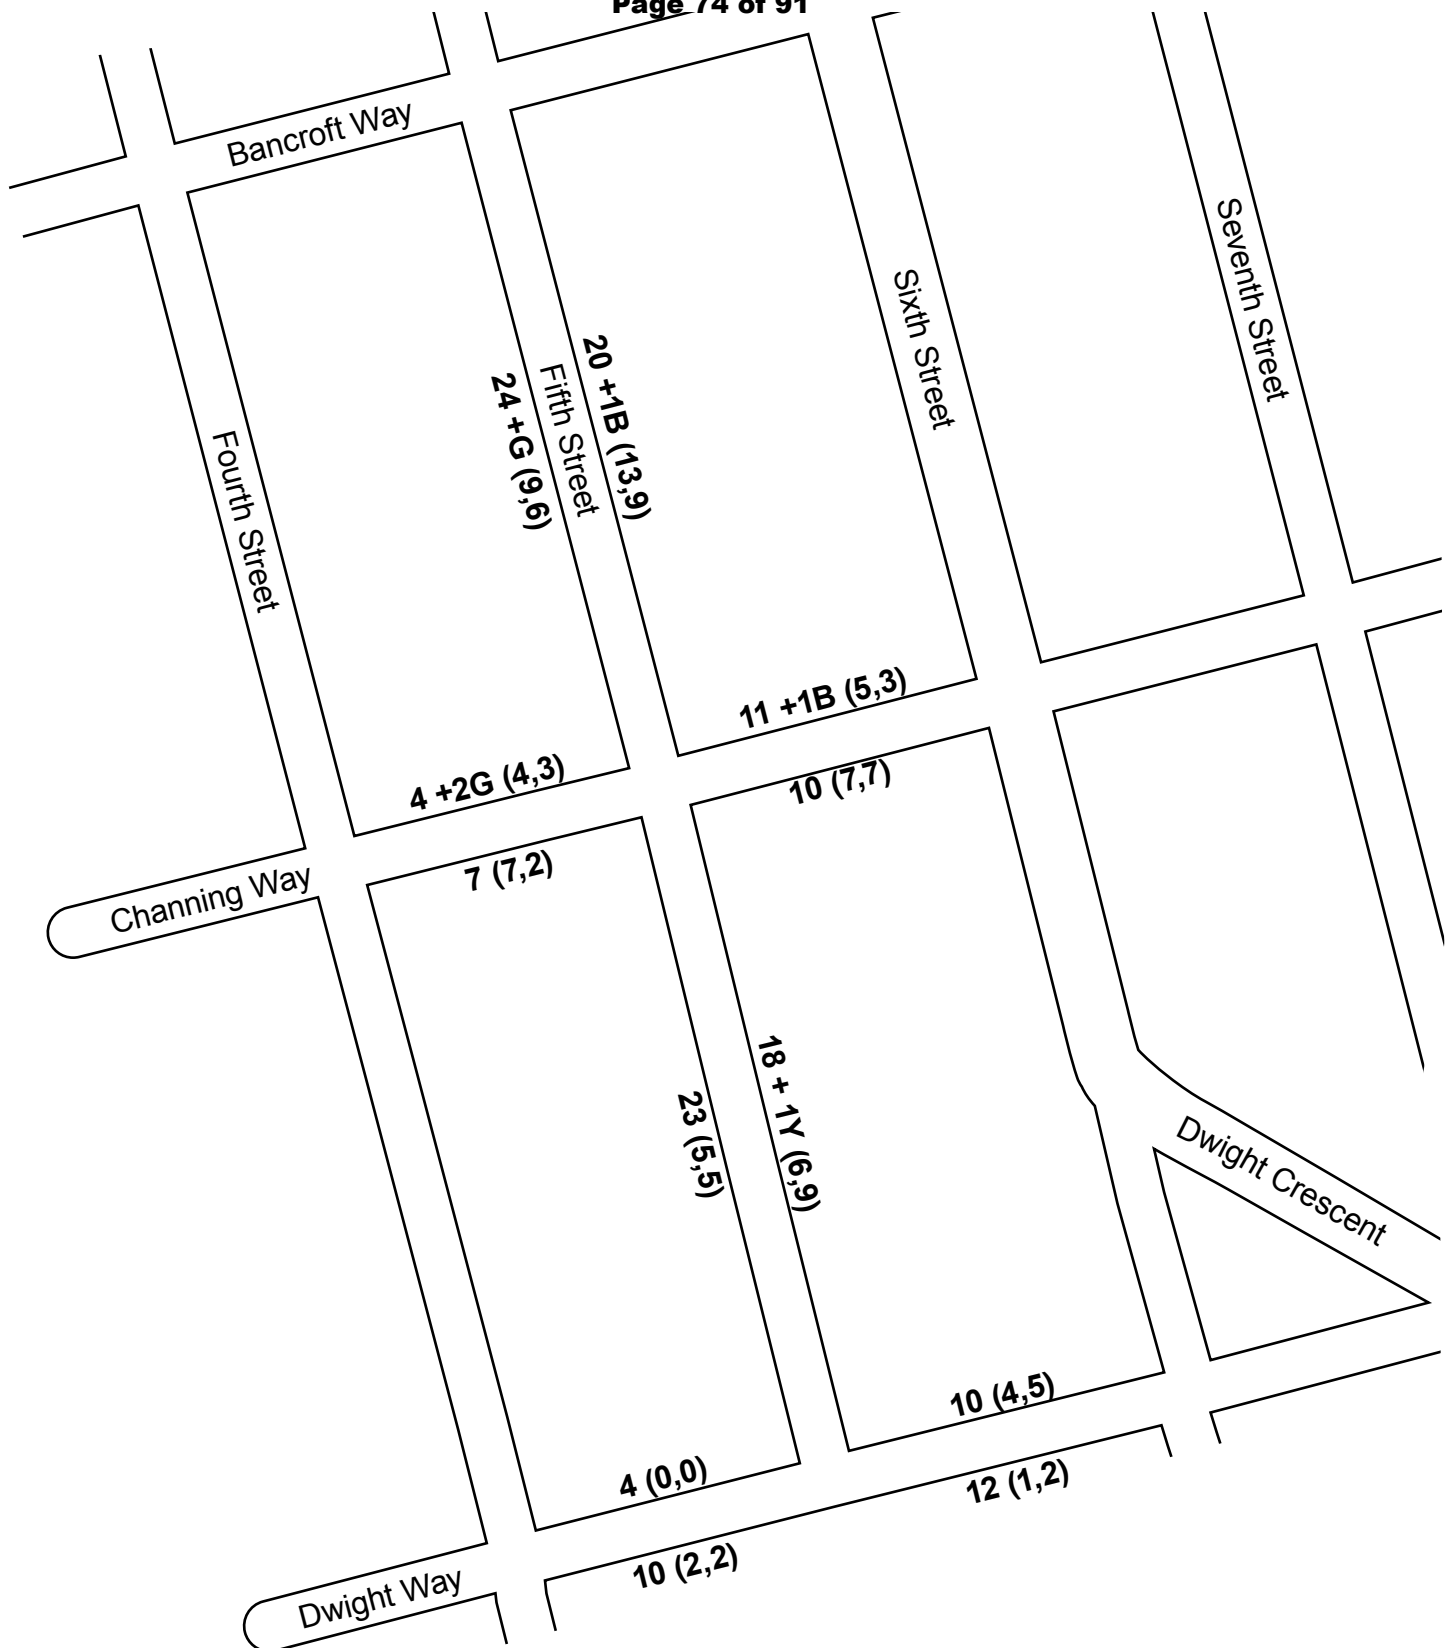 Page 74 of 91
Bancroft Way
Seventh Street
Sixth Street
20 +1B (13,9)
Fifth Street
24 +G (9,6)
Fourth Street
11 +1B (5,3)
4 +2G (4,3)
10 (7,7)
7 (7,2)
Channing Way
18 + 1Y (6,9)
23 (5,5)
Dwight Crescent
10 (4,5)
4 (0,0)
12 (1,2)
10 (2,2)
Dwight Way